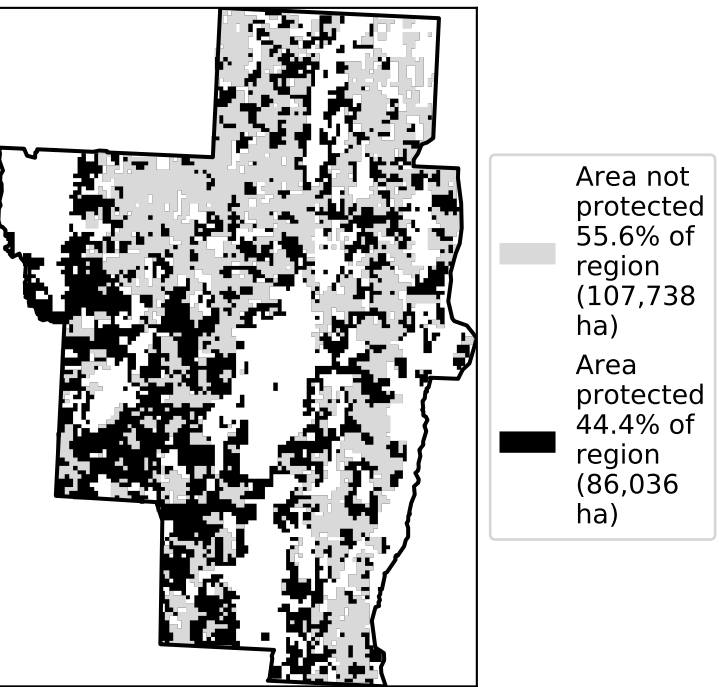 Area not
protected
55.6% of
region
(107,738
ha)
Area
protected
44.4% of
region
(86,036
ha)